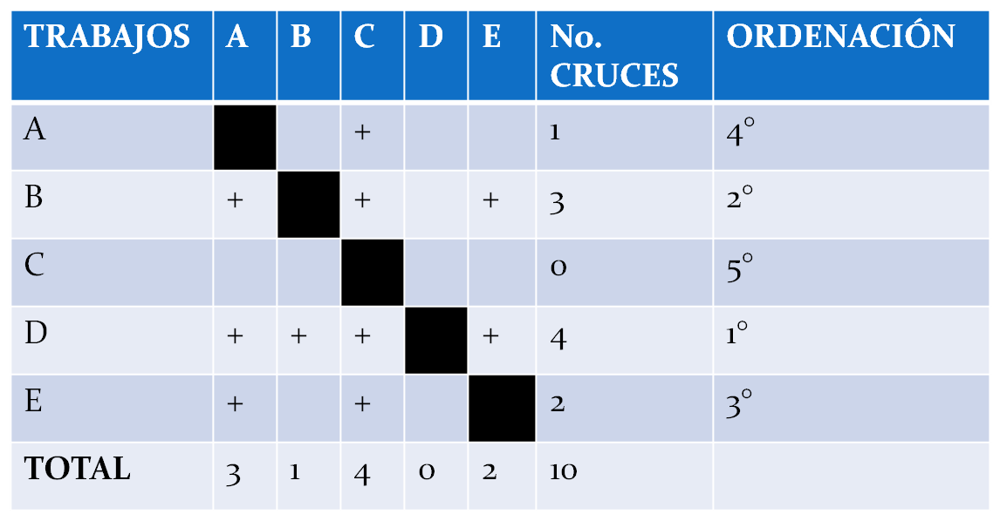 TRABAJOS A B C D E No. CRUCES ORDENACIÓN
A + 1 4°
B + + + 3 2°
C 0 5°
D + + + + 4 1°
E + + 2 3°
TOTAL 3 1 4 0 2 10